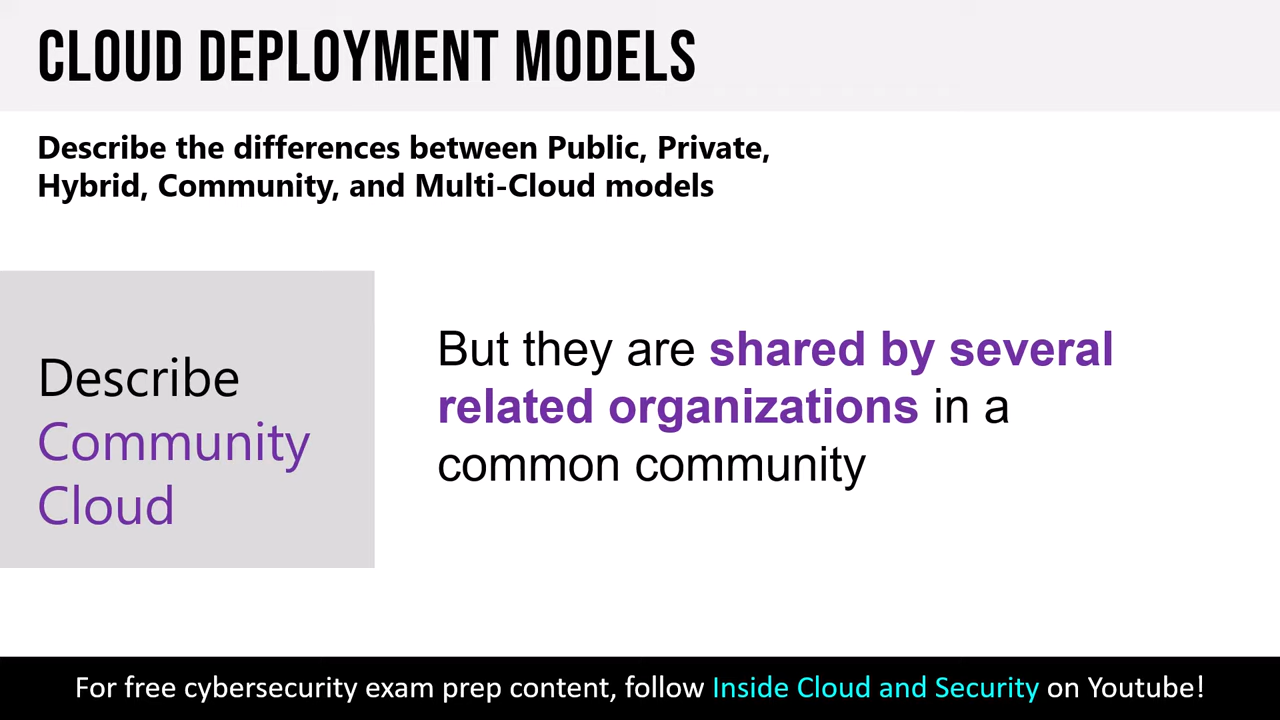 CLOUD DEPLOYMENT MODELS
Describe the differences between Public, Private,
Hybrid, Community, and Multi-Cloud models
Describe
Community
Cloud
But they are shared by several
related organizations in a
common community
For free cybersecurity exam prep content, follow Inside Cloud and Security on Youtube!